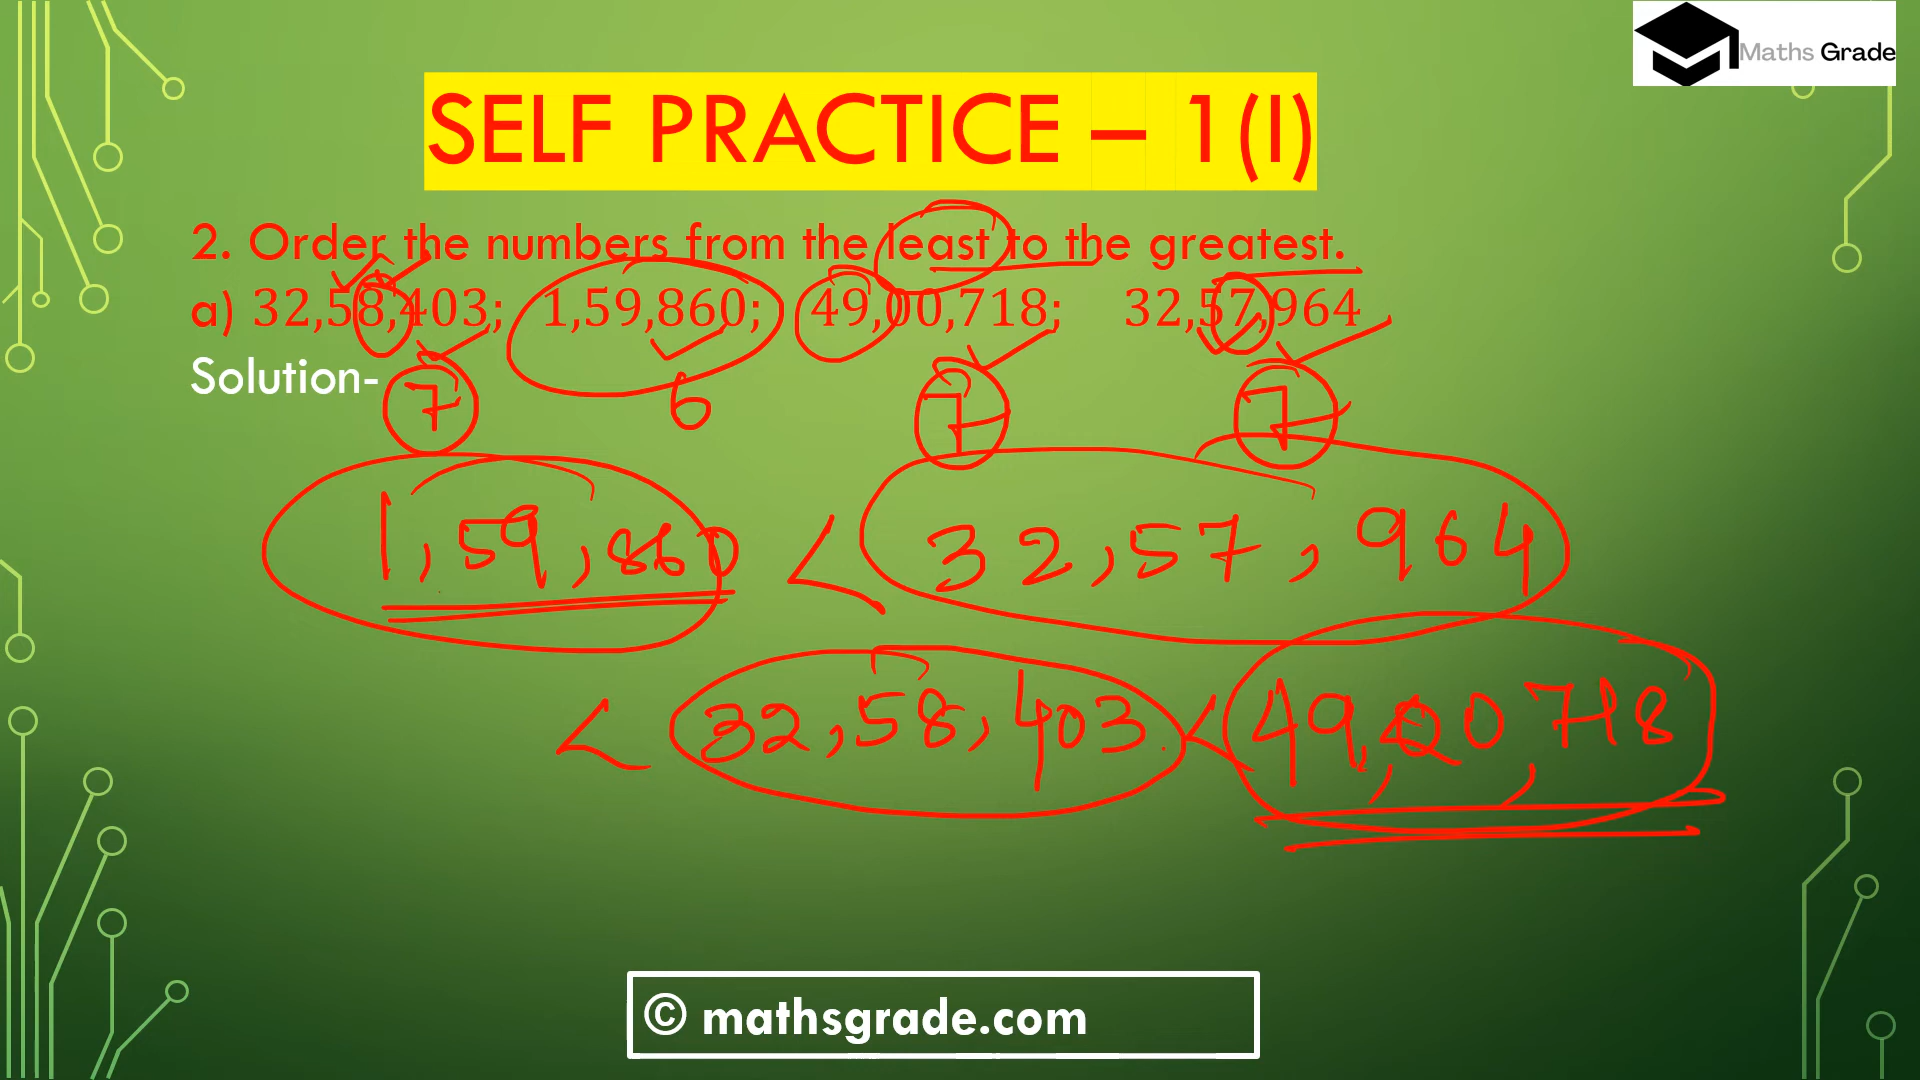 Maths Grade
SELF PRACTICE – 1(I)
2. Order the numbers from the least to the greatest.
a) 32,58,403; 1,59,860; 49,00,718; 32,57,964
Solution-
7 6 7 7
1,59,860 < 32,57,964
< 32,58,403 < 49,00,718
© mathsgrade.com